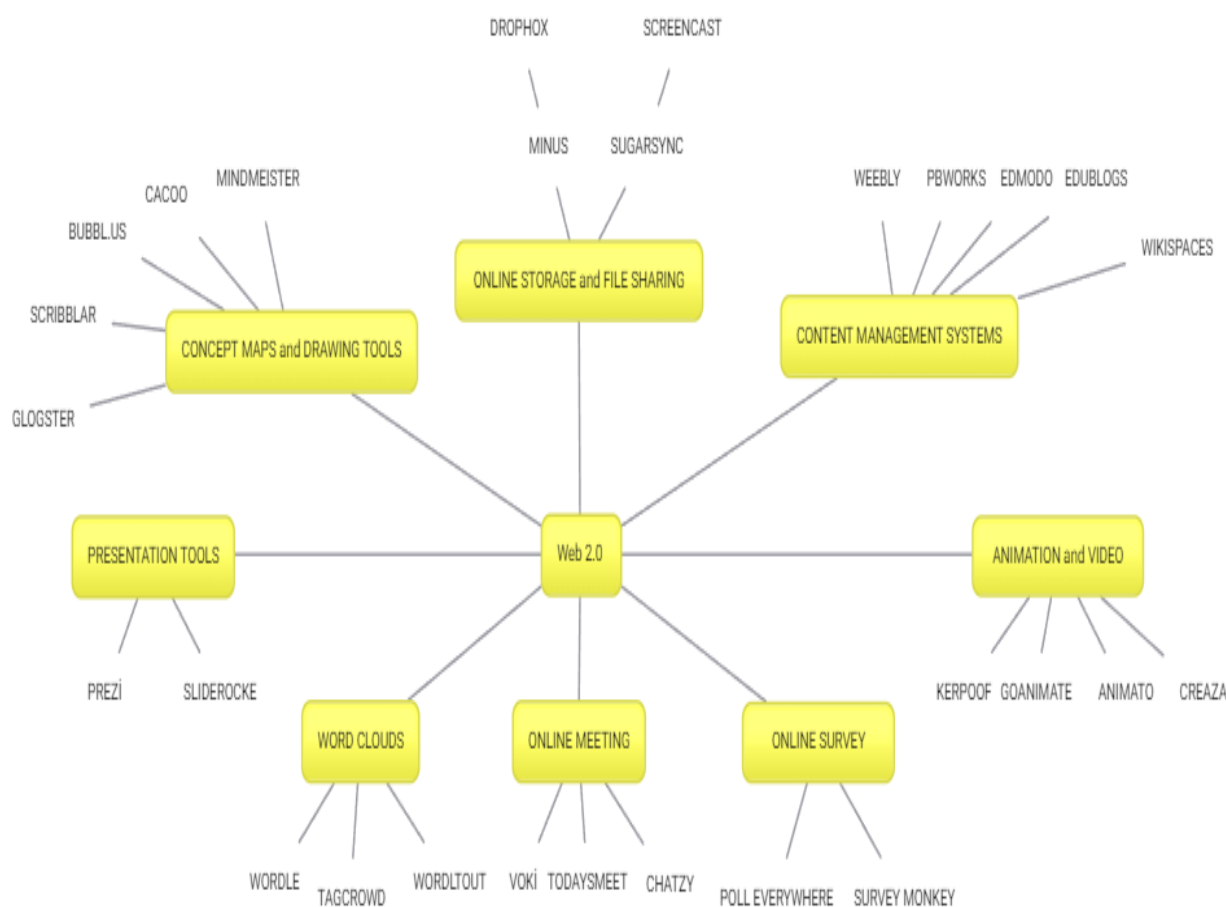 DROPHOX
SCREENCAST
MINUS
SUGARSYNC
MINDMEISTER
CACOO
BUBBL.US
SCRIBBLAR
GLOGSTER
CONCEPT MAPS and DRAWING TOOLS
ONLINE STORAGE and FILE SHARING
WEEBLY
PBWORKS
EDMODO
EDUBLOGS
WIKISPACES
CONTENT MANAGEMENT SYSTEMS
PRESENTATION TOOLS
Web 2.0
ANIMATION and VIDEO
PREZİ
SLIDEROCKE
KERPOOF
GOANIMATE
ANIMATO
CREAZA
WORD CLOUDS
ONLINE MEETING
ONLINE SURVEY
WORDLE
TAGCROWD
WORDLTOUT
VOKİ
TODAYSMEET
CHATZY
POLL EVERYWHERE
SURVEY MONKEY